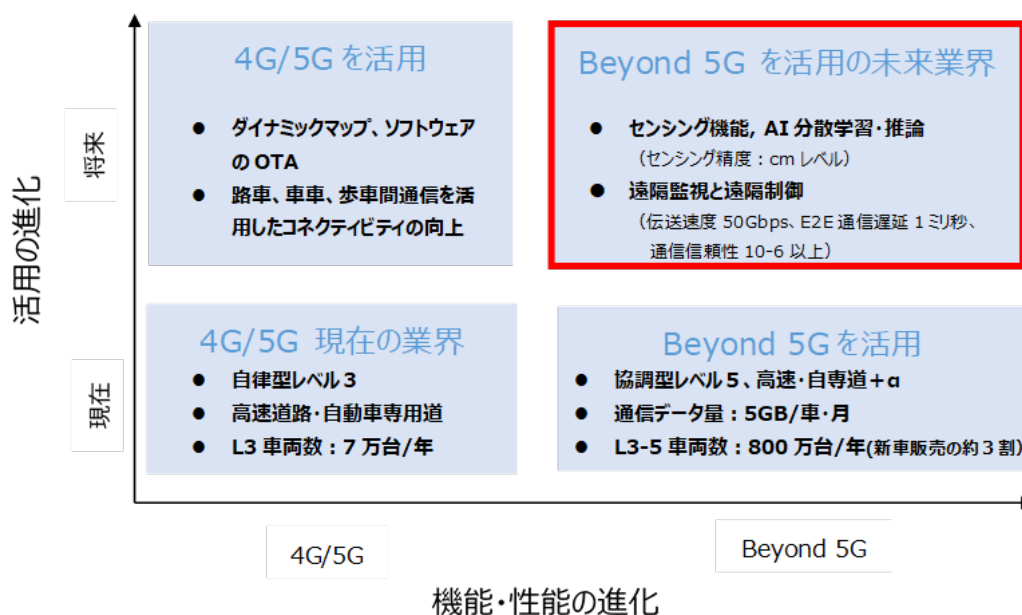 4G/5G を活用
● ダイナミックマップ、ソフトウェア
のOTA
● 路車、車車、歩車間通信を活
用したコネクティビティの向上
Beyond 5G を活用の未来業界
● センシング機能, AI 分散学習・推論
（センシング精度：cm レベル）
● 遠隔監視と遠隔制御
（伝送速度 50Gbps、E2E 通信遅延 1 ミリ秒、
通信信頼性 10-6 以上）
将来
活用の進化
現在
4G/5G 現在の業界
● 自律型レベル３
● 高速道路・自動車専用道
● L3 車両数：7 万台/年
Beyond 5Gを活用
● 協調型レベル５、高速・自専道＋α
● 通信データ量：5GB/車・月
● L3-5 車両数：800 万台/年(新車販売の約３割)
4G/5G
Beyond 5G
機能・性能の進化